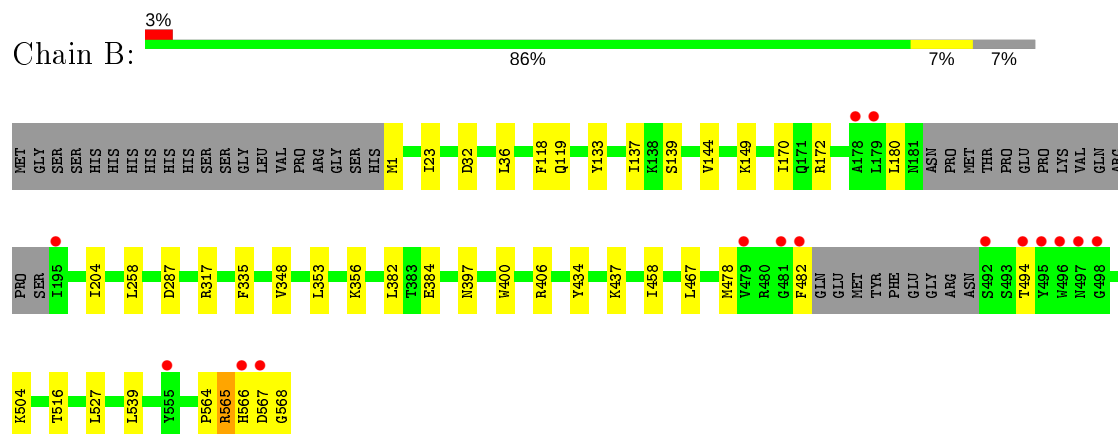 3%
Chain B:
86%
7%
7%
MET GLY SER SER HIS HIS HIS HIS HIS HIS SER SER GLY LEU VAL PRO ARG GLY SER HIS M1 I23 D32 L36 F118 Q119 Y133 I137 K138 S139 V144 K149 I170 Q171 R172 A178 L179 L180 N181 ASN PRO MET THR PRO GLU PRO LYS VAL GLN ARG
PRO SER I195 I204 L258 D287 R317 F335 V348 L353 K356 L382 T383 E384 N397 W400 R406 Y434 K437 I458 L467 M478 V479 R480 G481 F482 GLN GLU MET TYR PHE GLU GLY ARG ASN S492 S493 T494 Y495 W496 N497 G498
K504 T516 L527 L539 Y555 P564 R565 H566 D567 G568